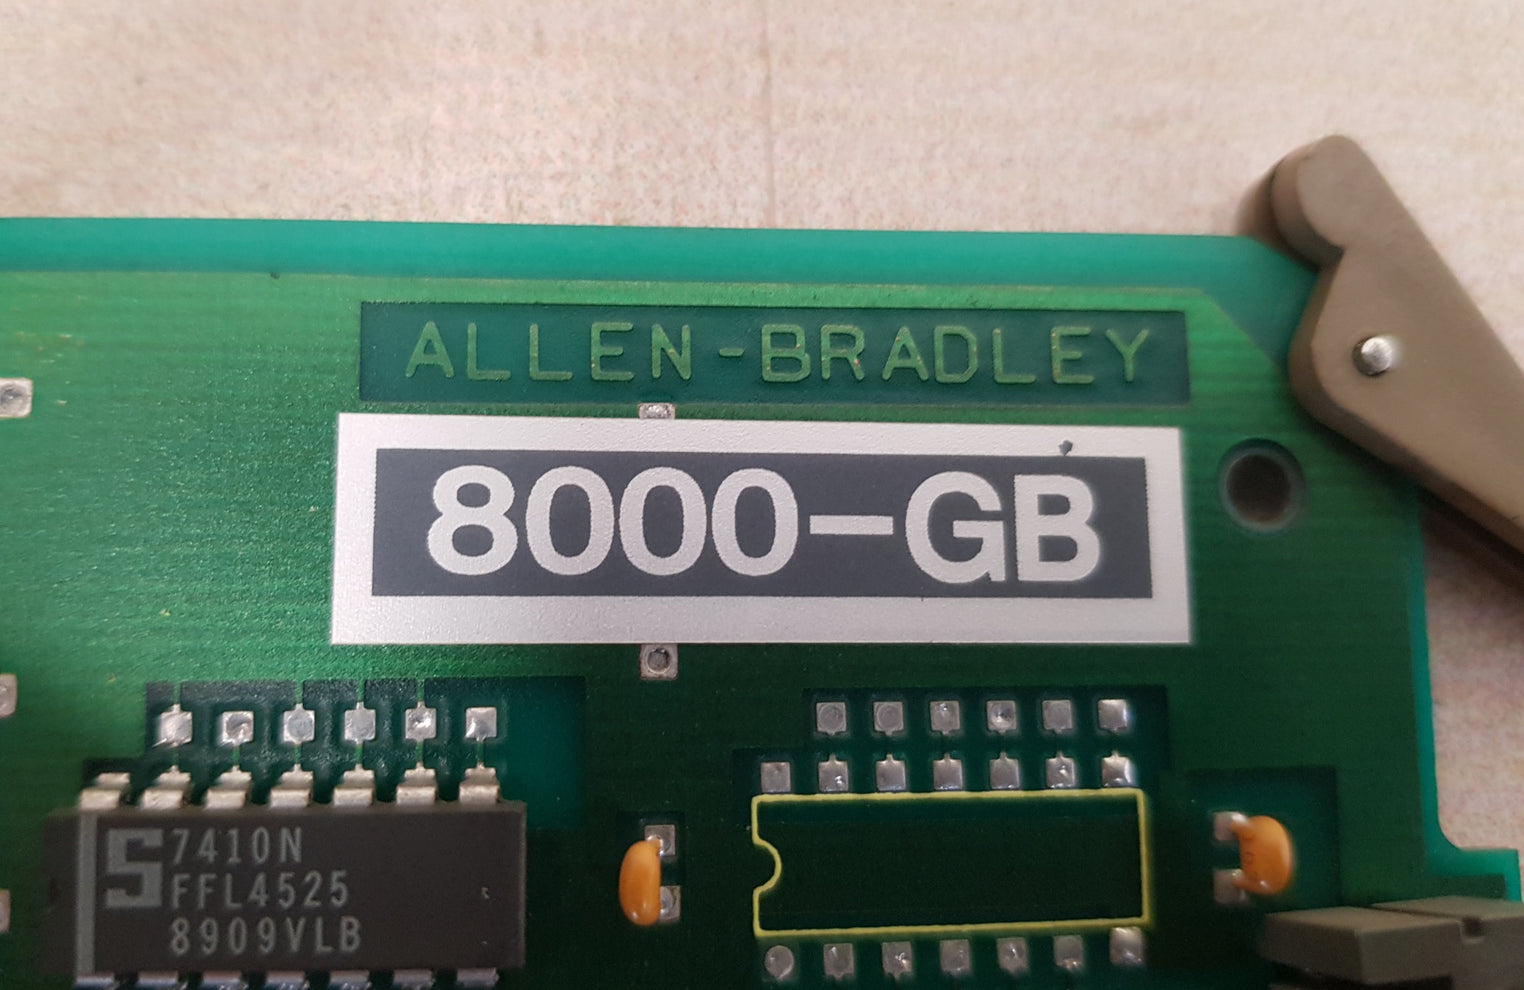 ALLEN-BRADLEY
8000-GB
S 7410N
FFL4525
8909VLB